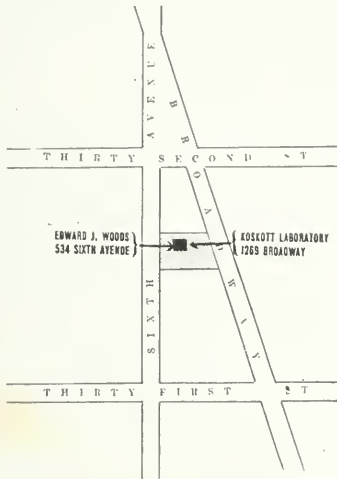 AVENUE
BROADWAY
THIRTY SECOND ST
EDWARD J. WOODS
534 SIXTH AVENUE
KOSKOTT LABORATORY
1269 BROADWAY
SIXTH
THIRTY FIRST ST